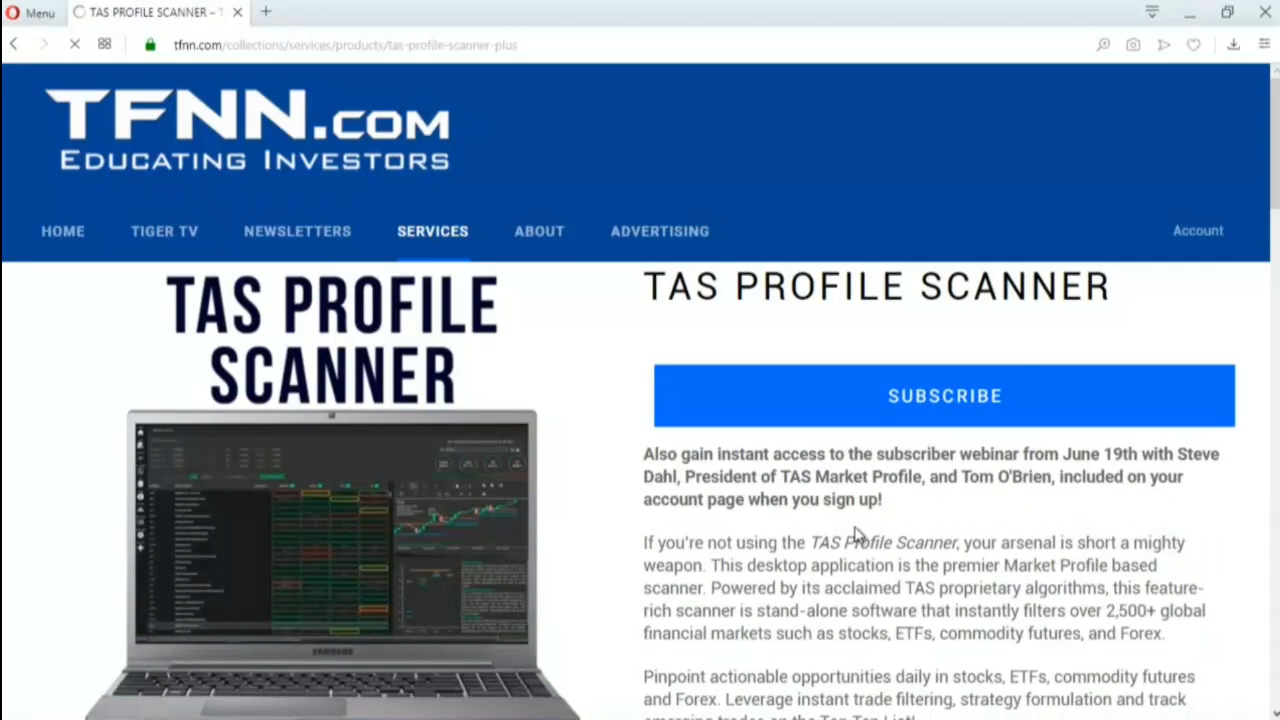 Menu
TAS PROFILE SCANNER – T
tfnn.com/collections/services/products/tas-profile-scanner-plus
TFNN.COM
EDUCATING INVESTORS
HOME TIGER TV NEWSLETTERS SERVICES ABOUT ADVERTISING Account
TAS PROFILE
SCANNER
SAMSUNG
TAS PROFILE SCANNER
SUBSCRIBE
Also gain instant access to the subscriber webinar from June 19th with Steve
Dahl, President of TAS Market Profile, and Tom O'Brien, included on your
account page when you sign up!
If you're not using the TAS Profile Scanner, your arsenal is short a mighty
weapon. This desktop application is the premier Market Profile based
scanner. Powered by its acclaimed TAS proprietary algorithms, this feature-
rich scanner is stand-alone software that instantly filters over 2,500+ global
financial markets such as stocks, ETFs, commodity futures, and Forex.
Pinpoint actionable opportunities daily in stocks, ETFs, commodity futures
and Forex. Leverage instant trade filtering, strategy formulation and track
emerging trades on the Top Ten List!